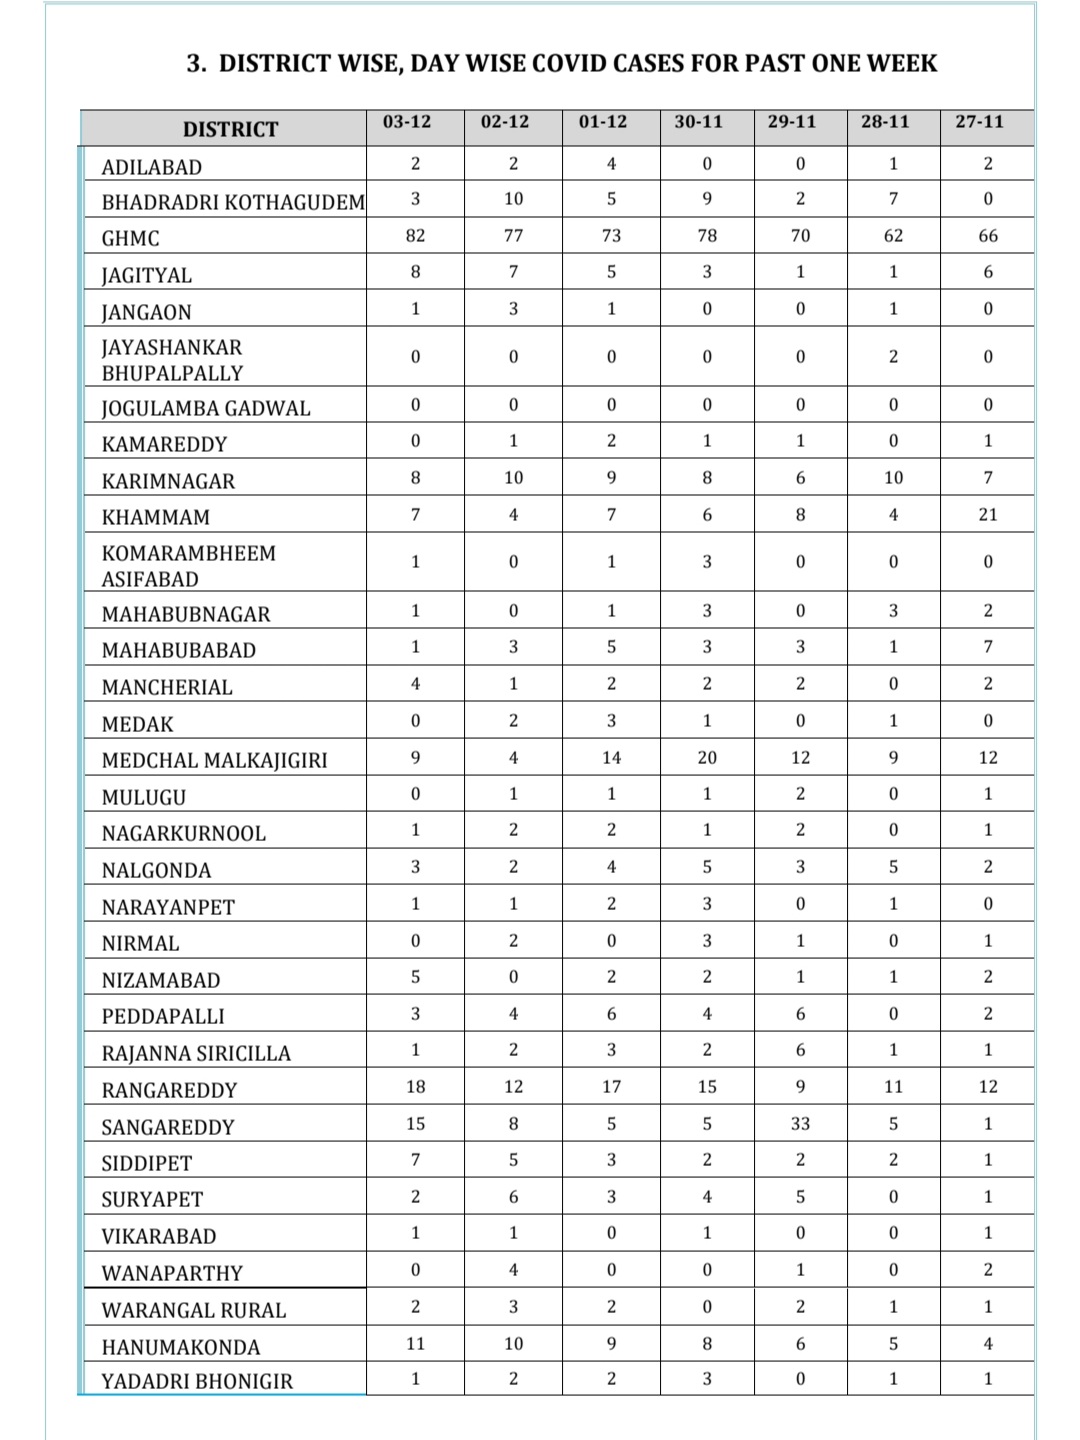 3. DISTRICT WISE, DAY WISE COVID CASES FOR PAST ONE WEEK
DISTRICT 03-12 02-12 01-12 30-11 29-11 28-11 27-11
ADILABAD 2 2 4 0 0 1 2
BHADRADRI KOTHAGUDEM 3 10 5 9 2 7 0
GHMC 82 77 73 78 70 62 66
JAGITYAL 8 7 5 3 1 1 6
JANGAON 1 3 1 0 0 1 0
JAYASHANKAR
BHUPALPALLY 0 0 0 0 0 2 0
JOGULAMBA GADWAL 0 0 0 0 0 0 0
KAMAREDDY 0 1 2 1 1 0 1
KARIMNAGAR 8 10 9 8 6 10 7
KHAMMAM 7 4 7 6 8 4 21
KOMARAMBHEEM
ASIFABAD 1 0 1 3 0 0 0
MAHABUBNAGAR 1 0 1 3 0 3 2
MAHABUBABAD 1 3 5 3 3 1 7
MANCHERIAL 4 1 2 2 2 0 2
MEDAK 0 2 3 1 0 1 0
MEDCHAL MALKAJIGIRI 9 4 14 20 12 9 12
MULUGU 0 1 1 1 2 0 1
NAGARKURNOOL 1 2 2 1 2 0 1
NALGONDA 3 2 4 5 3 5 2
NARAYANPET 1 1 2 3 0 1 0
NIRMAL 0 2 0 3 1 0 1
NIZAMABAD 5 0 2 2 1 1 2
PEDDAPALLI 3 4 6 4 6 0 2
RAJANNA SIRICILLA 1 2 3 2 6 1 1
RANGAREDDY 18 12 17 15 9 11 12
SANGAREDDY 15 8 5 5 33 5 1
SIDDIPET 7 5 3 2 2 2 1
SURYAPET 2 6 3 4 5 0 1
VIKARABAD 1 1 0 1 0 0 1
WANAPARTHY 0 4 0 0 1 0 2
WARANGAL RURAL 2 3 2 0 2 1 1
HANUMAKONDA 11 10 9 8 6 5 4
YADADRI BHONIGIR 1 2 2 3 0 1 1